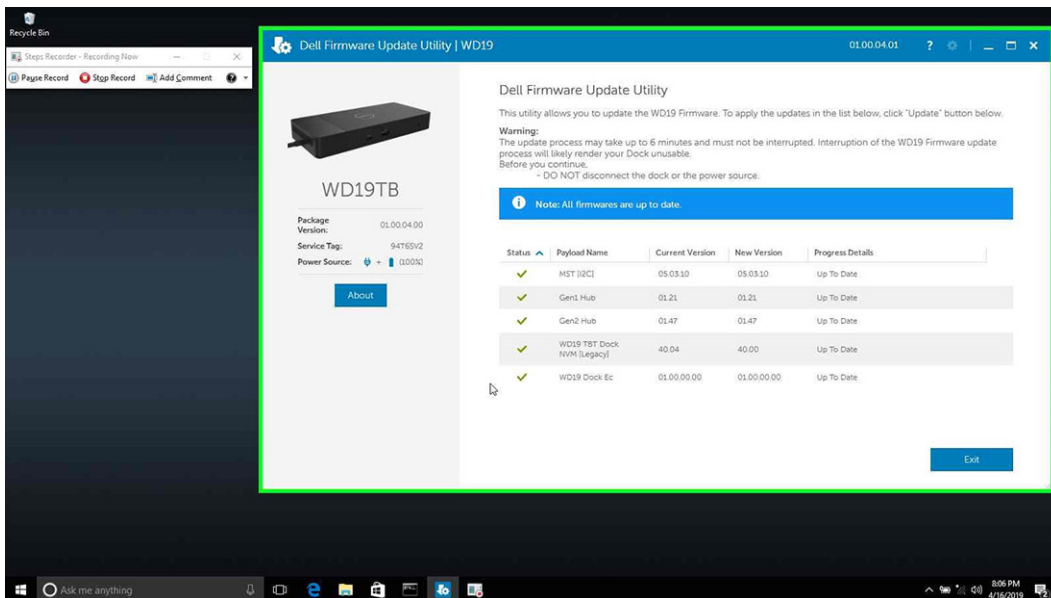 Recycle Bin
Steps Recorder - Recording Now
Pause Record Stop Record Add Comment
Dell Firmware Update Utility | WD19 01.00.04.01 ?
WD19TB
Package Version: 01.00.04.00
Service Tag: 94T6SV2
Power Source: + (100%)
About
Dell Firmware Update Utility
This utility allows you to update the WD19 Firmware. To apply the updates in the list below, click "Update" button below.
Warning:
The update process may take up to 6 minutes and must not be interrupted. Interruption of the WD19 Firmware update
process will likely render your Dock unusable.
Before you continue,
- DO NOT disconnect the dock or the power source.
Note: All firmwares are up to date.
Status Payload Name Current Version New Version Progress Details
MST [I2C] 05.03.10 05.03.10 Up To Date
Gen1 Hub 01.21 01.21 Up To Date
Gen2 Hub 01.47 01.47 Up To Date
WD19 TBT Dock
NVM [Legacy] 40.04 40.00 Up To Date
WD19 Dock Ec 01.00.00.00 01.00.00.00 Up To Date
Exit
Ask me anything
8:06 PM
4/16/2019